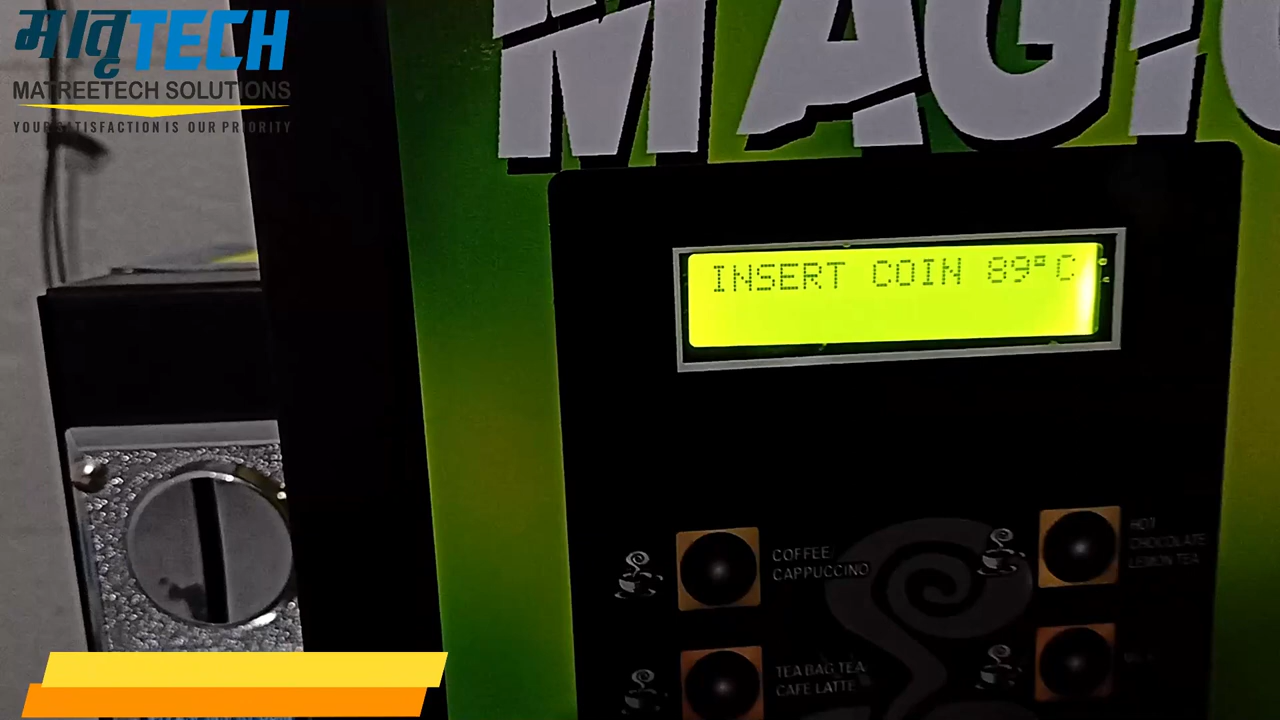 मातृTECH
MATREETECH SOLUTIONS
YOUR SATISFACTION IS OUR PRIORITY
MAGIC
INSERT COIN 89°C
COFFEE
CAPPUCCINO
HOT
CHOCOLATE
LEMON TEA
TEA BAG TEA
CAFE LATTE